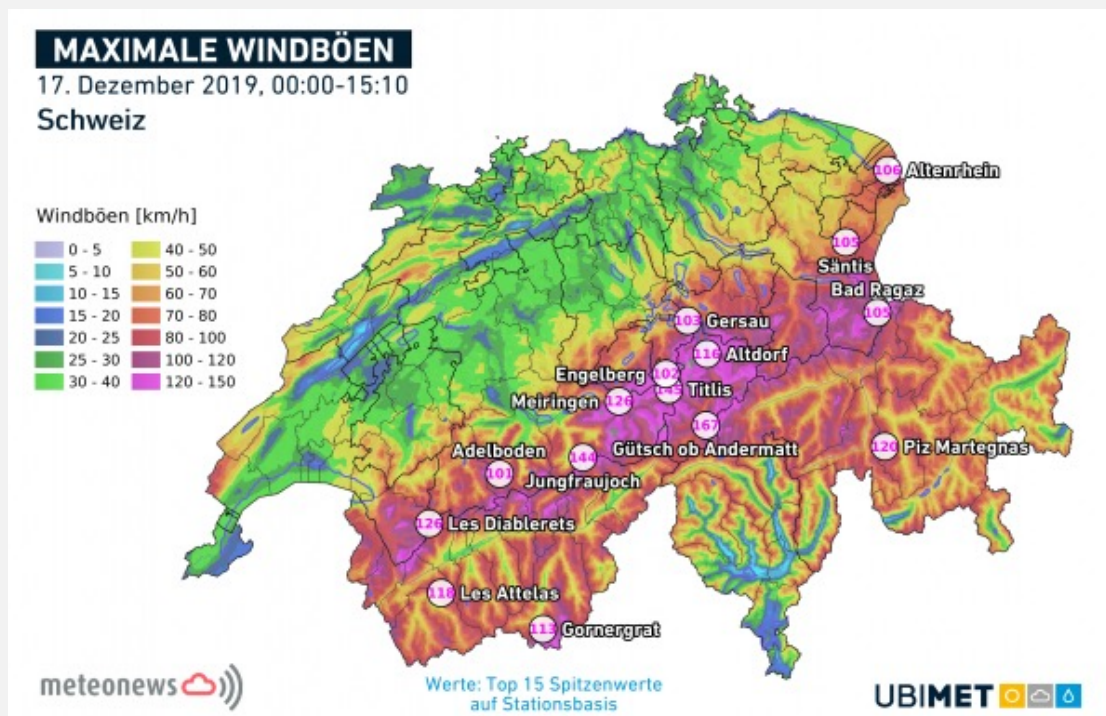 MAXIMALE WINDBÖEN
17. Dezember 2019, 00:00-15:10
Schweiz
Windböen [km/h]
0 - 5
5 - 10
10 - 15
15 - 20
20 - 25
25 - 30
30 - 40
40 - 50
50 - 60
60 - 70
70 - 80
80 - 100
100 - 120
120 - 150
106 Altenrhein
105
Säntis
Bad Ragaz
105
103 Gersau
116 Altdorf
Engelberg 102
Titlis
Meiringen 126
167
Gütsch ob Andermatt
Adelboden
101
144
Jungfraujoch
120 Piz Martegnas
126 Les Diablerets
118 Les Attelas
113 Gornergrat
meteonews
Werte: Top 15 Spitzenwerte
auf Stationsbasis
UBIMET